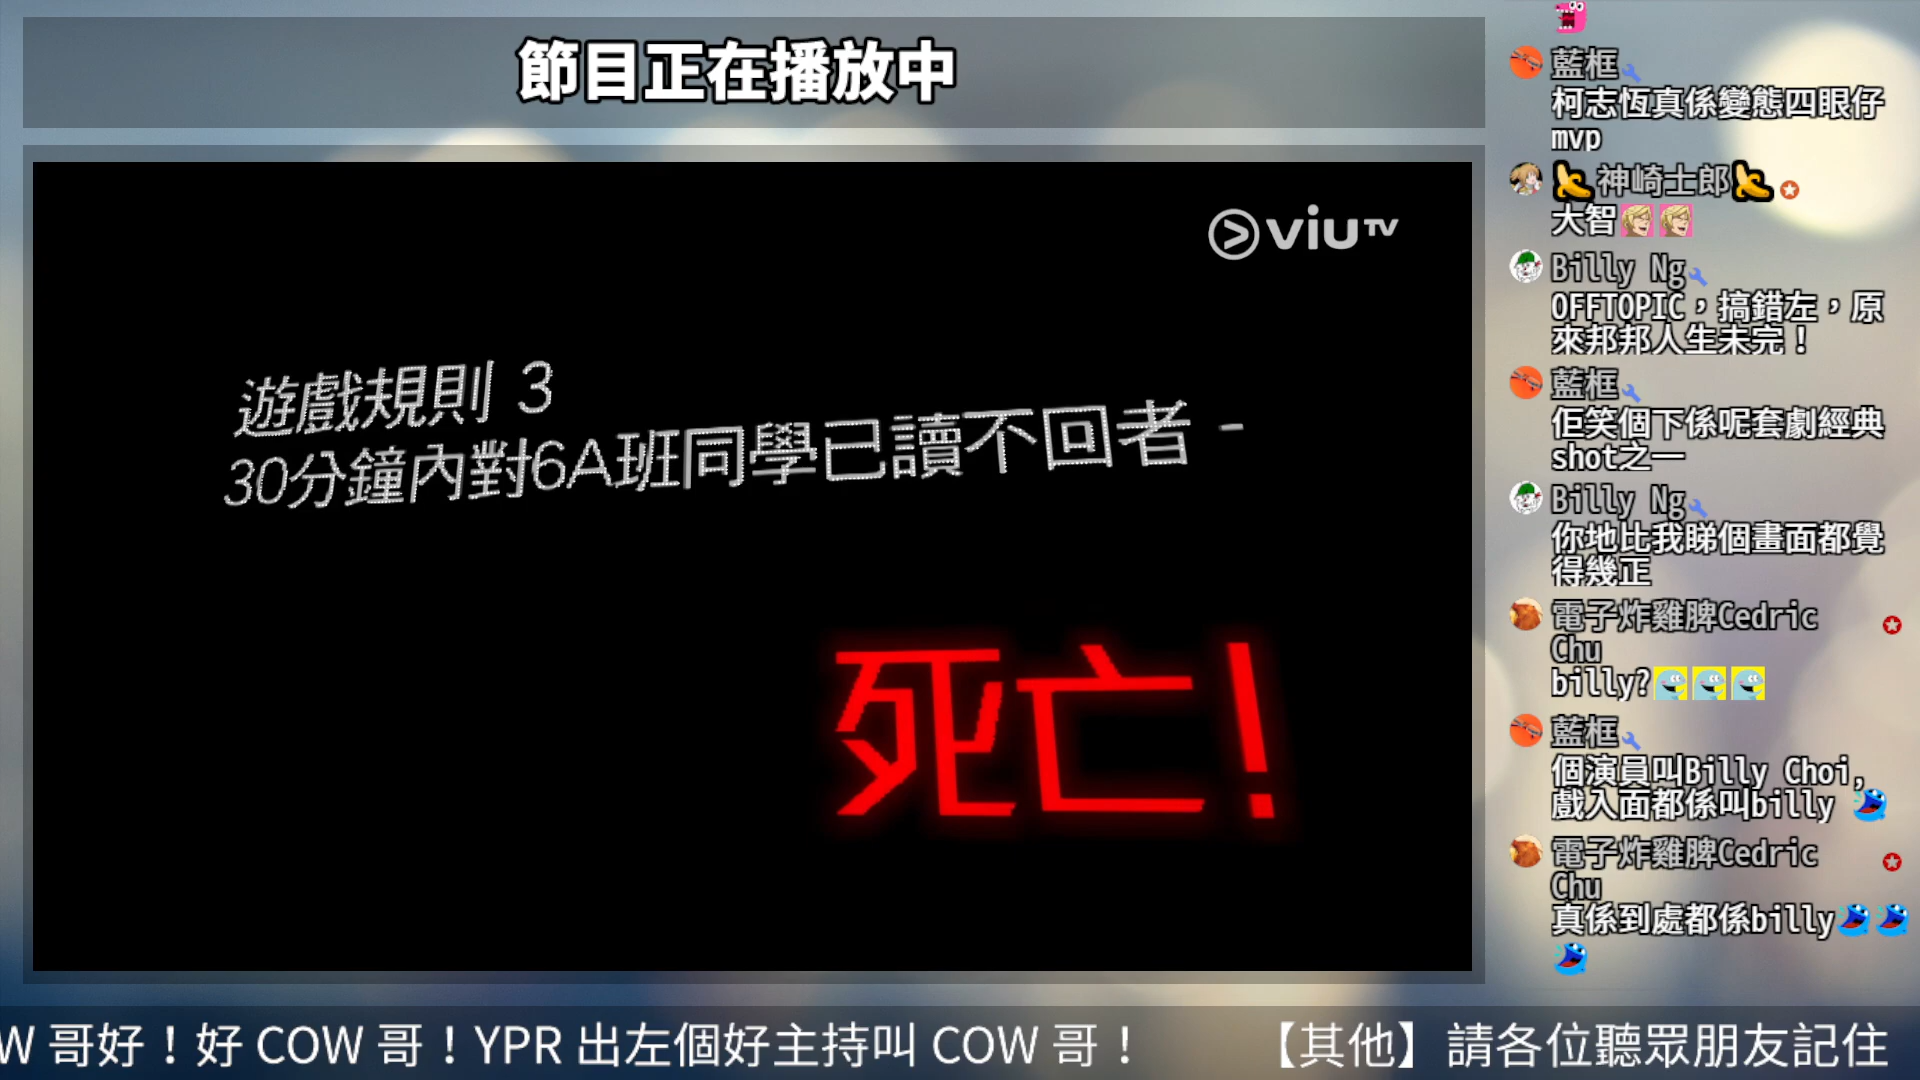 節目正在播放中
viuTV
遊戲規則 3
30分鐘內對6A班同學已讀不回者 -
死亡!
藍框
柯志恆真係變態四眼仔
mvp
神崎士郎
大智
Billy Ng
OFFTOPIC，搞錯左，原
來邦邦人生未完！
藍框
佢笑個下係呢套劇經典
shot之一
Billy Ng
你地比我睇個畫面都覺
得幾正
電子炸雞脾Cedric
Chu
billy?
藍框
個演員叫Billy Choi,
戲入面都係叫billy
電子炸雞脾Cedric
Chu
真係到處都係billy
W 哥好！好 COW 哥！YPR 出左個好主持叫 COW 哥！ 【其他】請各位聽眾朋友記住